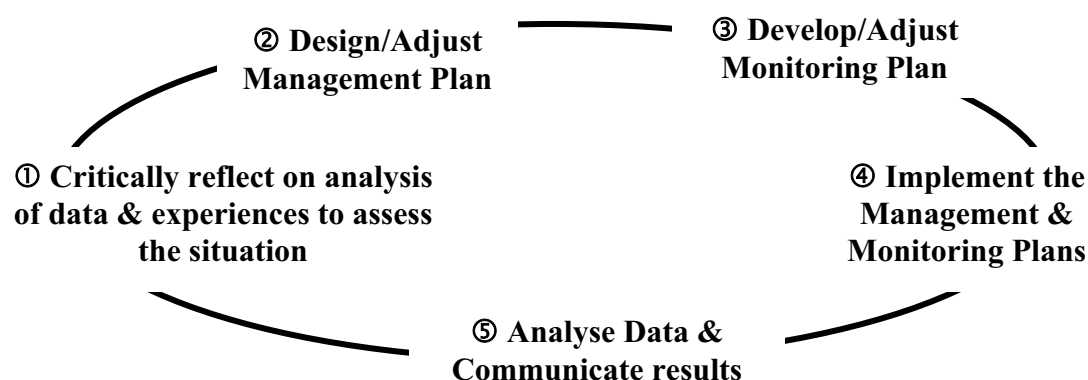 ① Critically reflect on analysis
of data & experiences to assess
the situation
② Design/Adjust
Management Plan
③ Develop/Adjust
Monitoring Plan
④ Implement the
Management &
Monitoring Plans
⑤ Analyse Data &
Communicate results